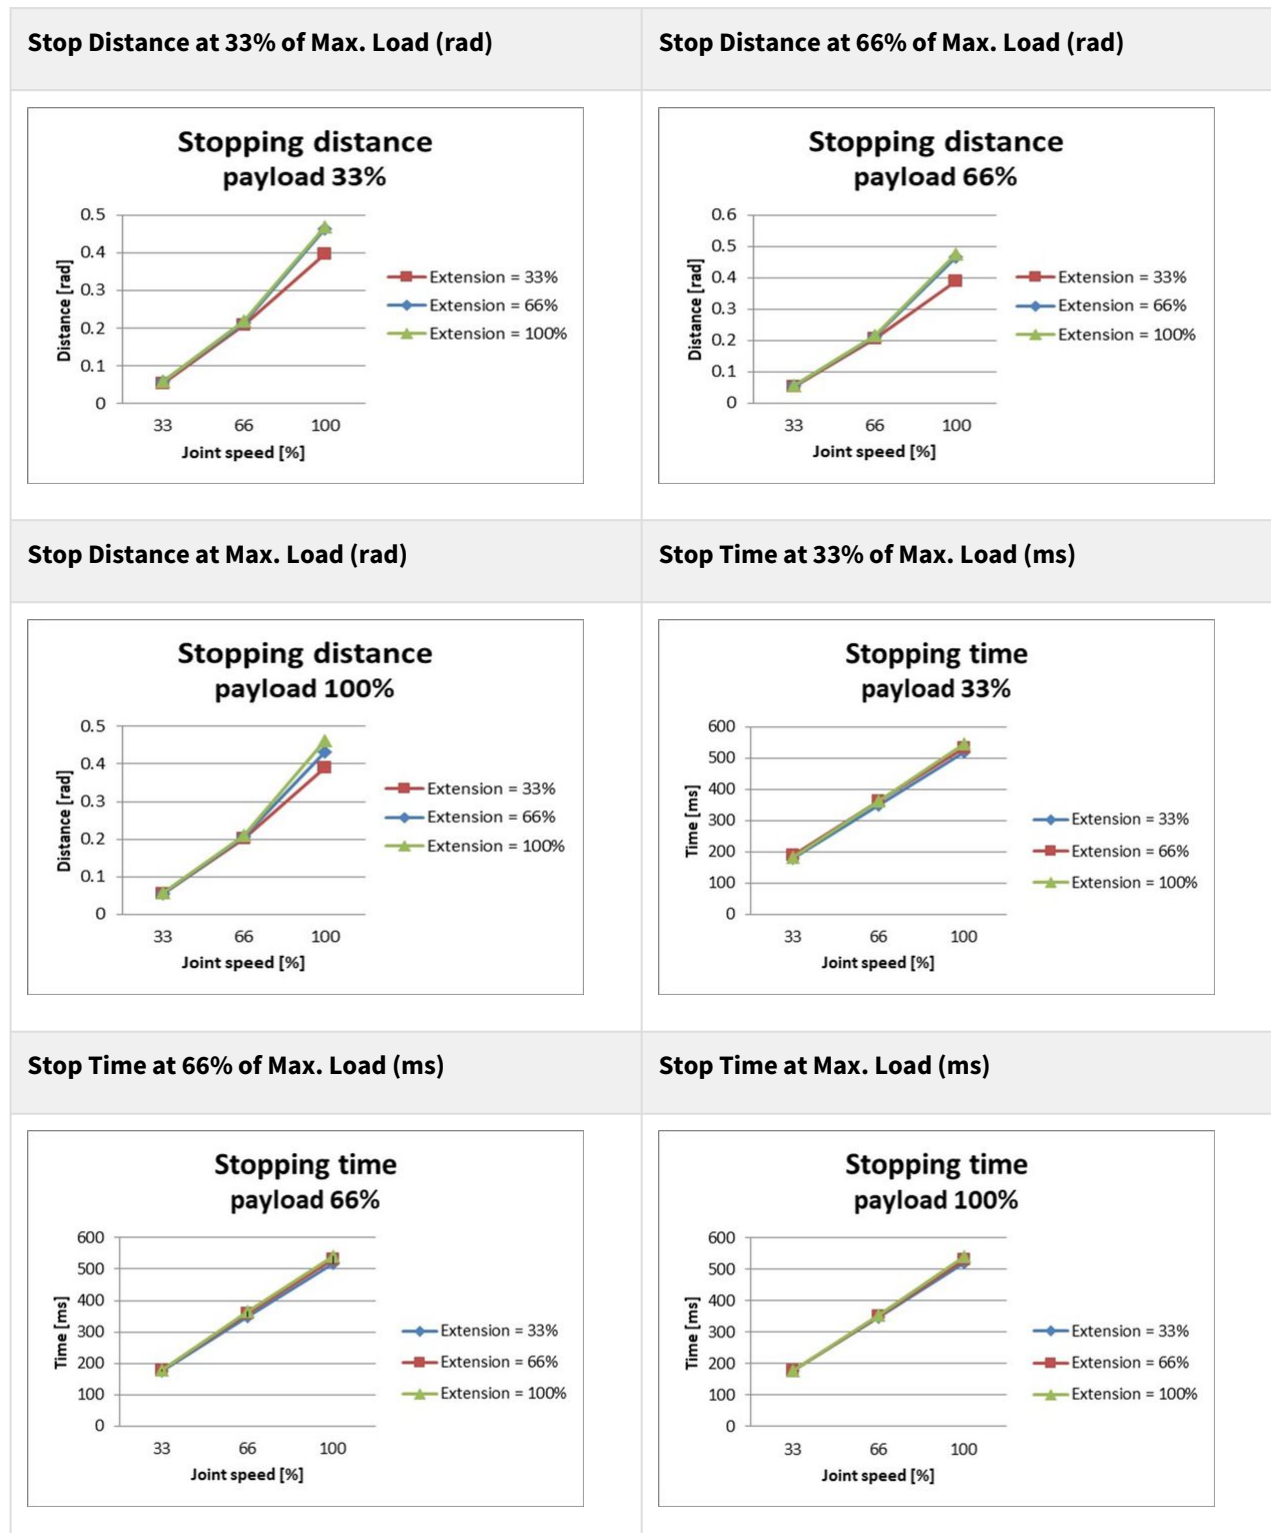 Stop Distance at 33% of Max. Load (rad)
Stop Distance at 66% of Max. Load (rad)
Stopping distance
payload 33%
0.5
0.4
0.3
0.2
0.1
0
Distance [rad]
33 66 100
Joint speed [%]
Extension = 33%
Extension = 66%
Extension = 100%
Stopping distance
payload 66%
0.6
0.5
0.4
0.3
0.2
0.1
0
Distance [rad]
33 66 100
Joint speed [%]
Extension = 33%
Extension = 66%
Extension = 100%
Stop Distance at Max. Load (rad)
Stop Time at 33% of Max. Load (ms)
Stopping distance
payload 100%
0.5
0.4
0.3
0.2
0.1
0
Distance [rad]
33 66 100
Joint speed [%]
Extension = 33%
Extension = 66%
Extension = 100%
Stopping time
payload 33%
600
500
400
300
200
100
0
Time [ms]
33 66 100
Joint speed [%]
Extension = 33%
Extension = 66%
Extension = 100%
Stop Time at 66% of Max. Load (ms)
Stop Time at Max. Load (ms)
Stopping time
payload 66%
600
500
400
300
200
100
0
Time [ms]
33 66 100
Joint speed [%]
Extension = 33%
Extension = 66%
Extension = 100%
Stopping time
payload 100%
600
500
400
300
200
100
0
Time [ms]
33 66 100
Joint speed [%]
Extension = 33%
Extension = 66%
Extension = 100%